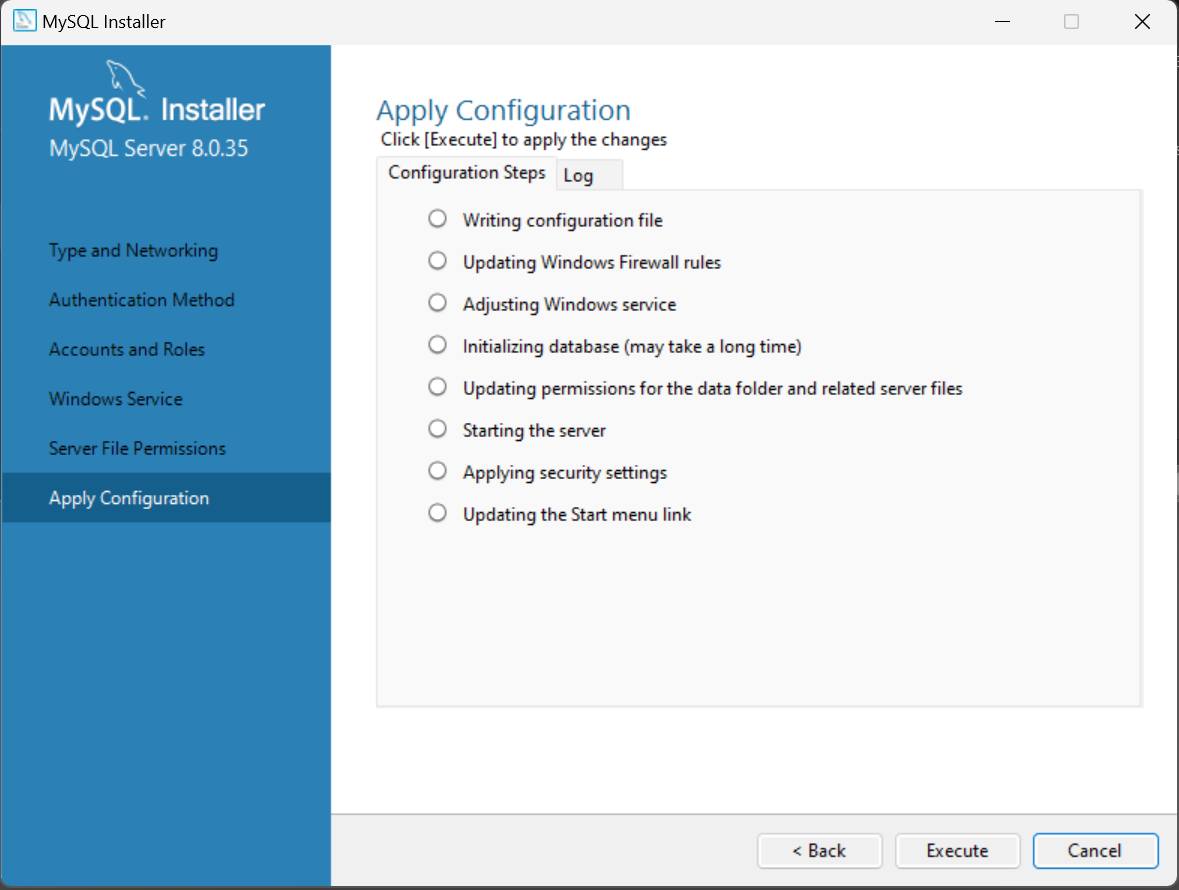 MySQL Installer
MySQL. Installer
MySQL Server 8.0.35
Type and Networking
Authentication Method
Accounts and Roles
Windows Service
Server File Permissions
Apply Configuration
Apply Configuration
Click [Execute] to apply the changes
Configuration Steps
Log
Writing configuration file
Updating Windows Firewall rules
Adjusting Windows service
Initializing database (may take a long time)
Updating permissions for the data folder and related server files
Starting the server
Applying security settings
Updating the Start menu link
< Back
Execute
Cancel